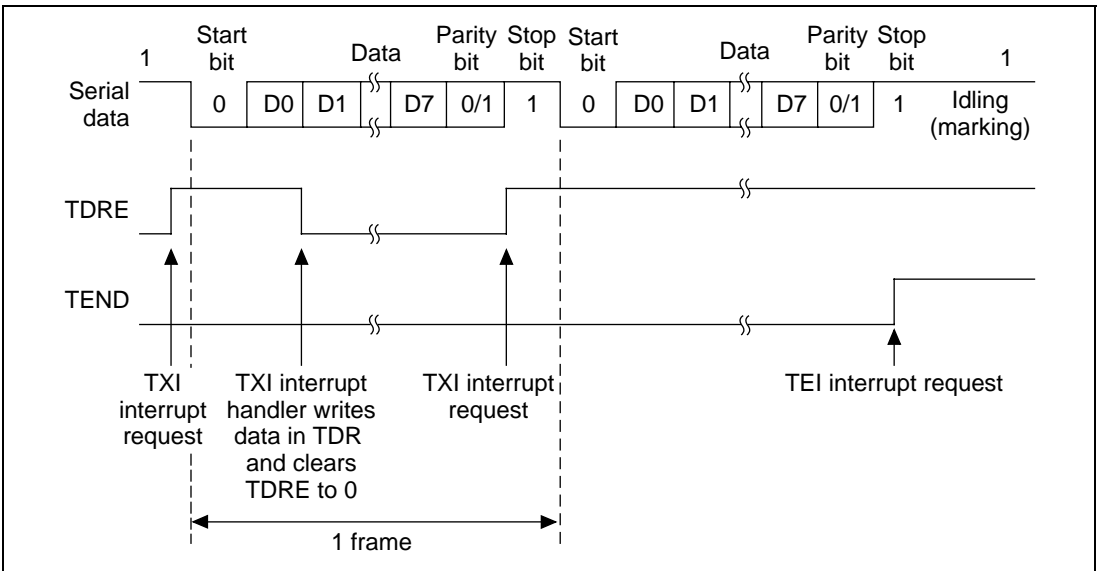 1 Start bit Data Parity bit Stop bit Start bit Data Parity bit Stop bit 1
Serial data 0 D0 D1 D7 0/1 1 0 D0 D1 D7 0/1 1 Idling (marking)
TDRE
TEND
TXI interrupt request
TXI interrupt handler writes data in TDR and clears TDRE to 0
TXI interrupt request
TEI interrupt request
1 frame